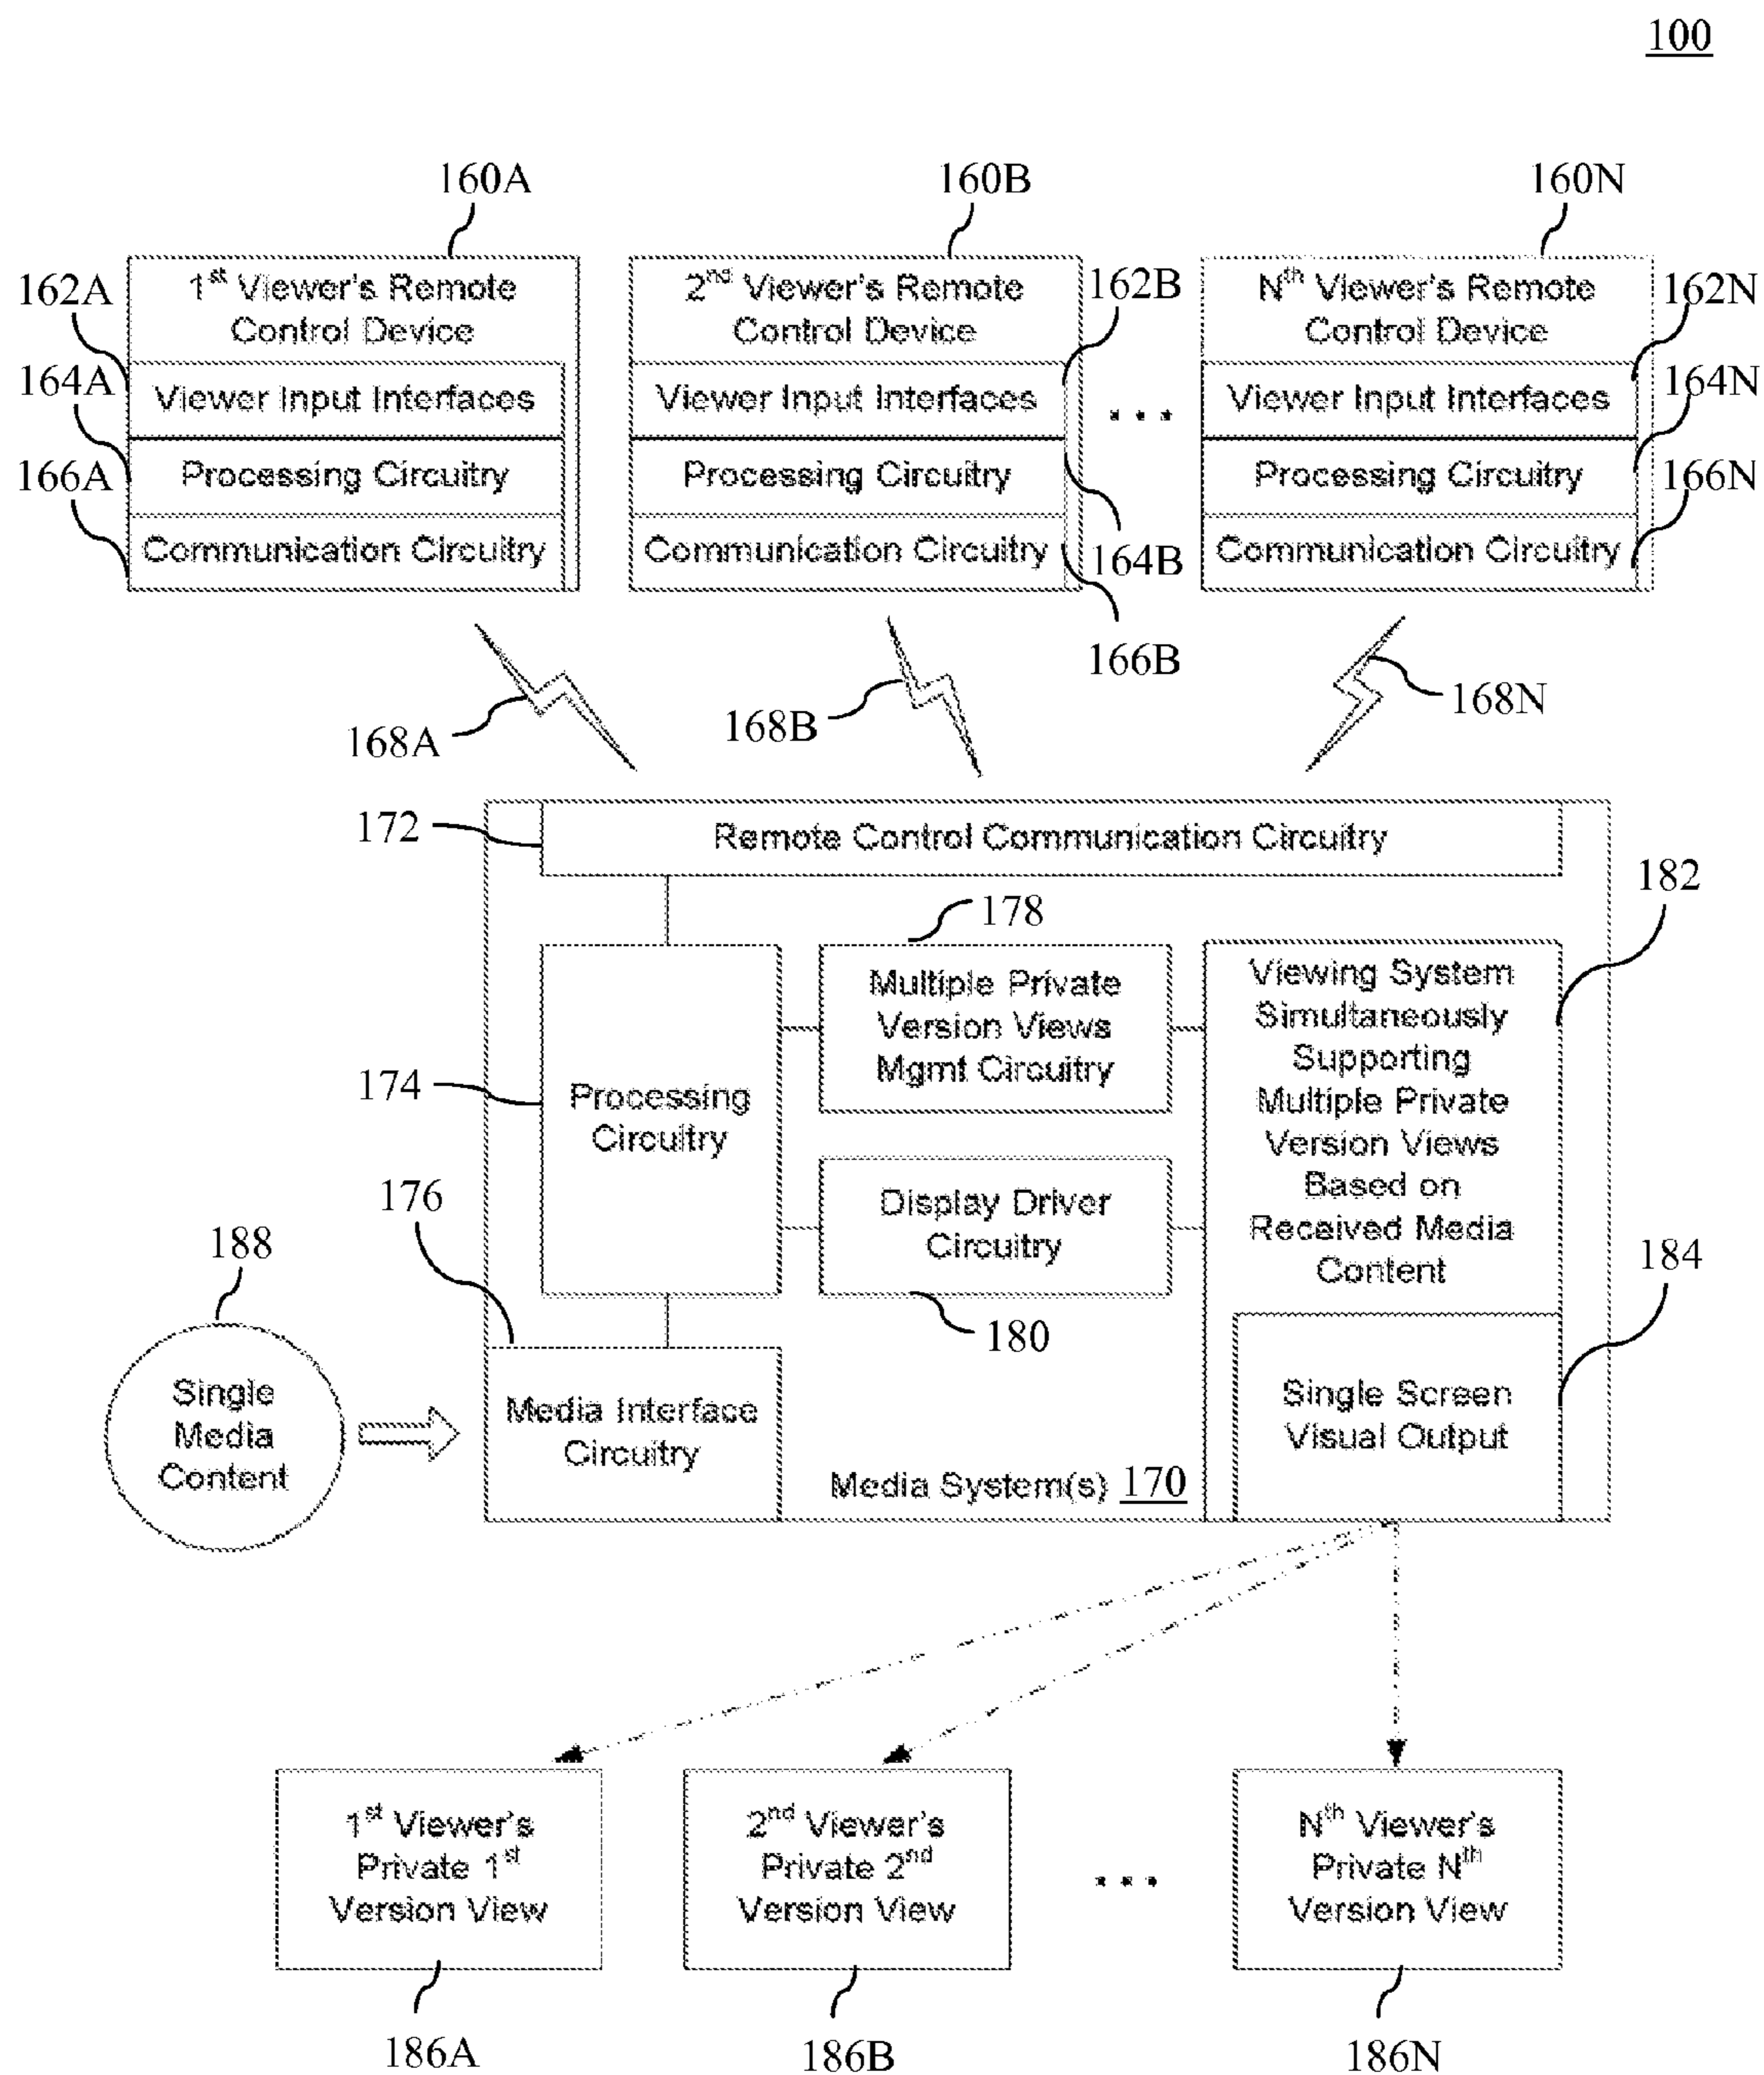 100
160A
160B
160N
1st Viewer's Remote
Control Device
2nd Viewer's Remote
Control Device
Nth Viewer's Remote
Control Device
162A
162B
162N
Viewer Input Interfaces
Viewer Input Interfaces
...
Viewer Input Interfaces
164A
164N
Processing Circuitry
Processing Circuitry
Processing Circuitry
166A
166N
Communication Circuitry
Communication Circuitry
164B
Communication Circuitry
166B
168A
168B
168N
172
Remote Control Communication Circuitry
178
182
Multiple Private
Version Views
Mgmt Circuitry
Viewing System
Simultaneously
Supporting
Multiple Private
Version Views
Based on
Received Media
Content
174
Processing
Circuitry
176
Display Driver
Circuitry
180
184
188
Single
Media
Content
Media Interface
Circuitry
Media System(s) 170
Single Screen
Visual Output
1st Viewer's
Private 1st
Version View
2nd Viewer's
Private 2nd
Version View
...
Nth Viewer's
Private Nth
Version View
186A
186B
186N